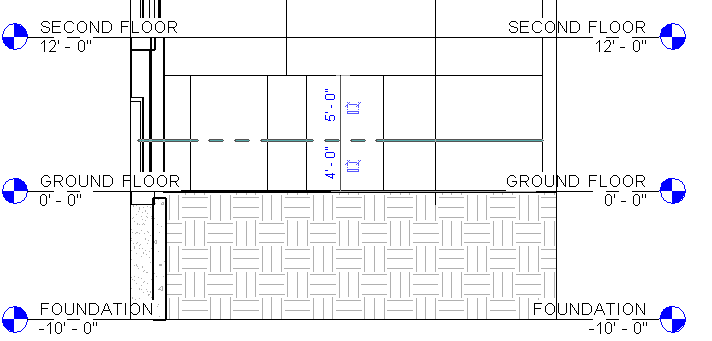 SECOND FLOOR
12' - 0"
SECOND FLOOR
12' - 0"
5' - 0"
4' - 0"
GROUND FLOOR
0' - 0"
GROUND FLOOR
0' - 0"
FOUNDATION
-10' - 0"
FOUNDATION
-10' - 0"